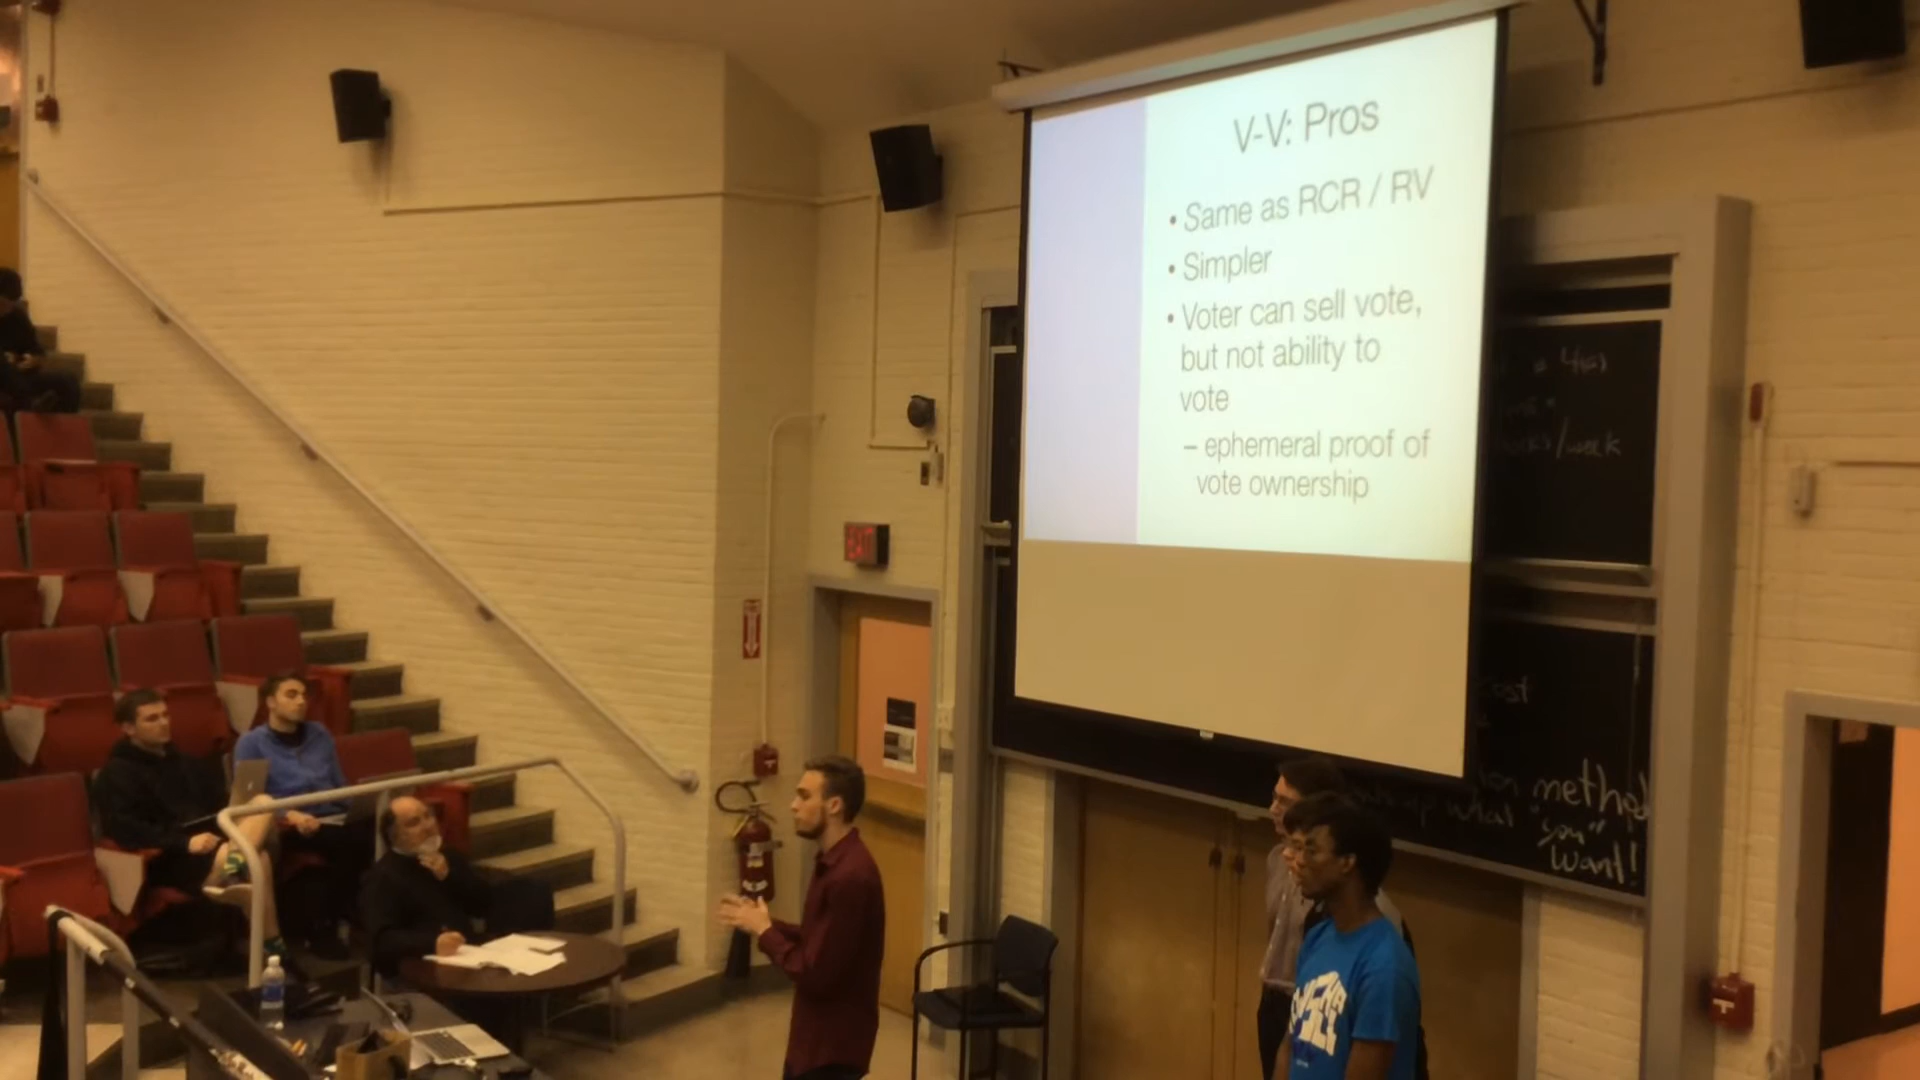 V-V: Pros
• Same as RCR / RV
• Simpler
• Voter can sell vote,
but not ability to
vote
– ephemeral proof of
vote ownership
EXIT
method
what "you"
Want!